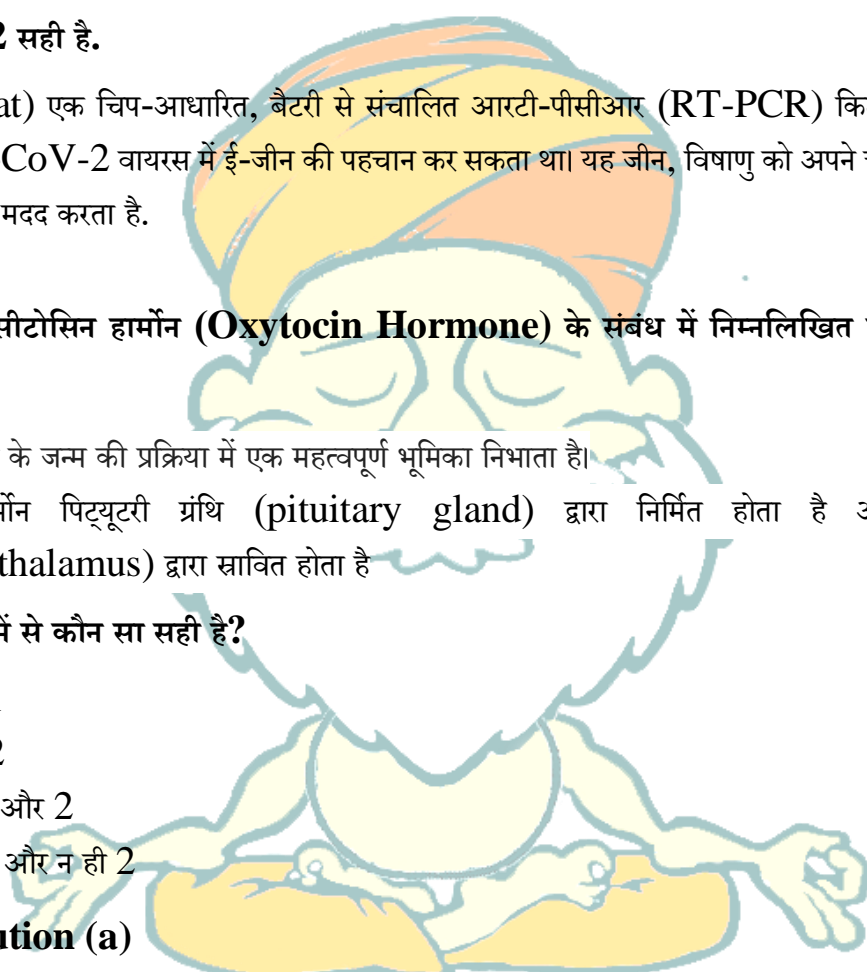 2 सही है.
at) एक चिप-आधारित, बैटरी से संचालित आरटी-पीसीआर (RT-PCR) कि
CoV-2 वायरस में ई-जीन की पहचान कर सकता था। यह जीन, विषाणु को अपने
मदद करता है.
सीटोसिन हार्मोन (Oxytocin Hormone) के संबंध में निम्नलिखित
के जन्म की प्रक्रिया में एक महत्वपूर्ण भूमिका निभाता है।
र्मोन पिट्यूटरी ग्रंथि (pituitary gland) द्वारा निर्मित होता है
thalamus) द्वारा स्रावित होता है
में से कौन सा सही है?
2
और 2
और न ही 2
ution (a)